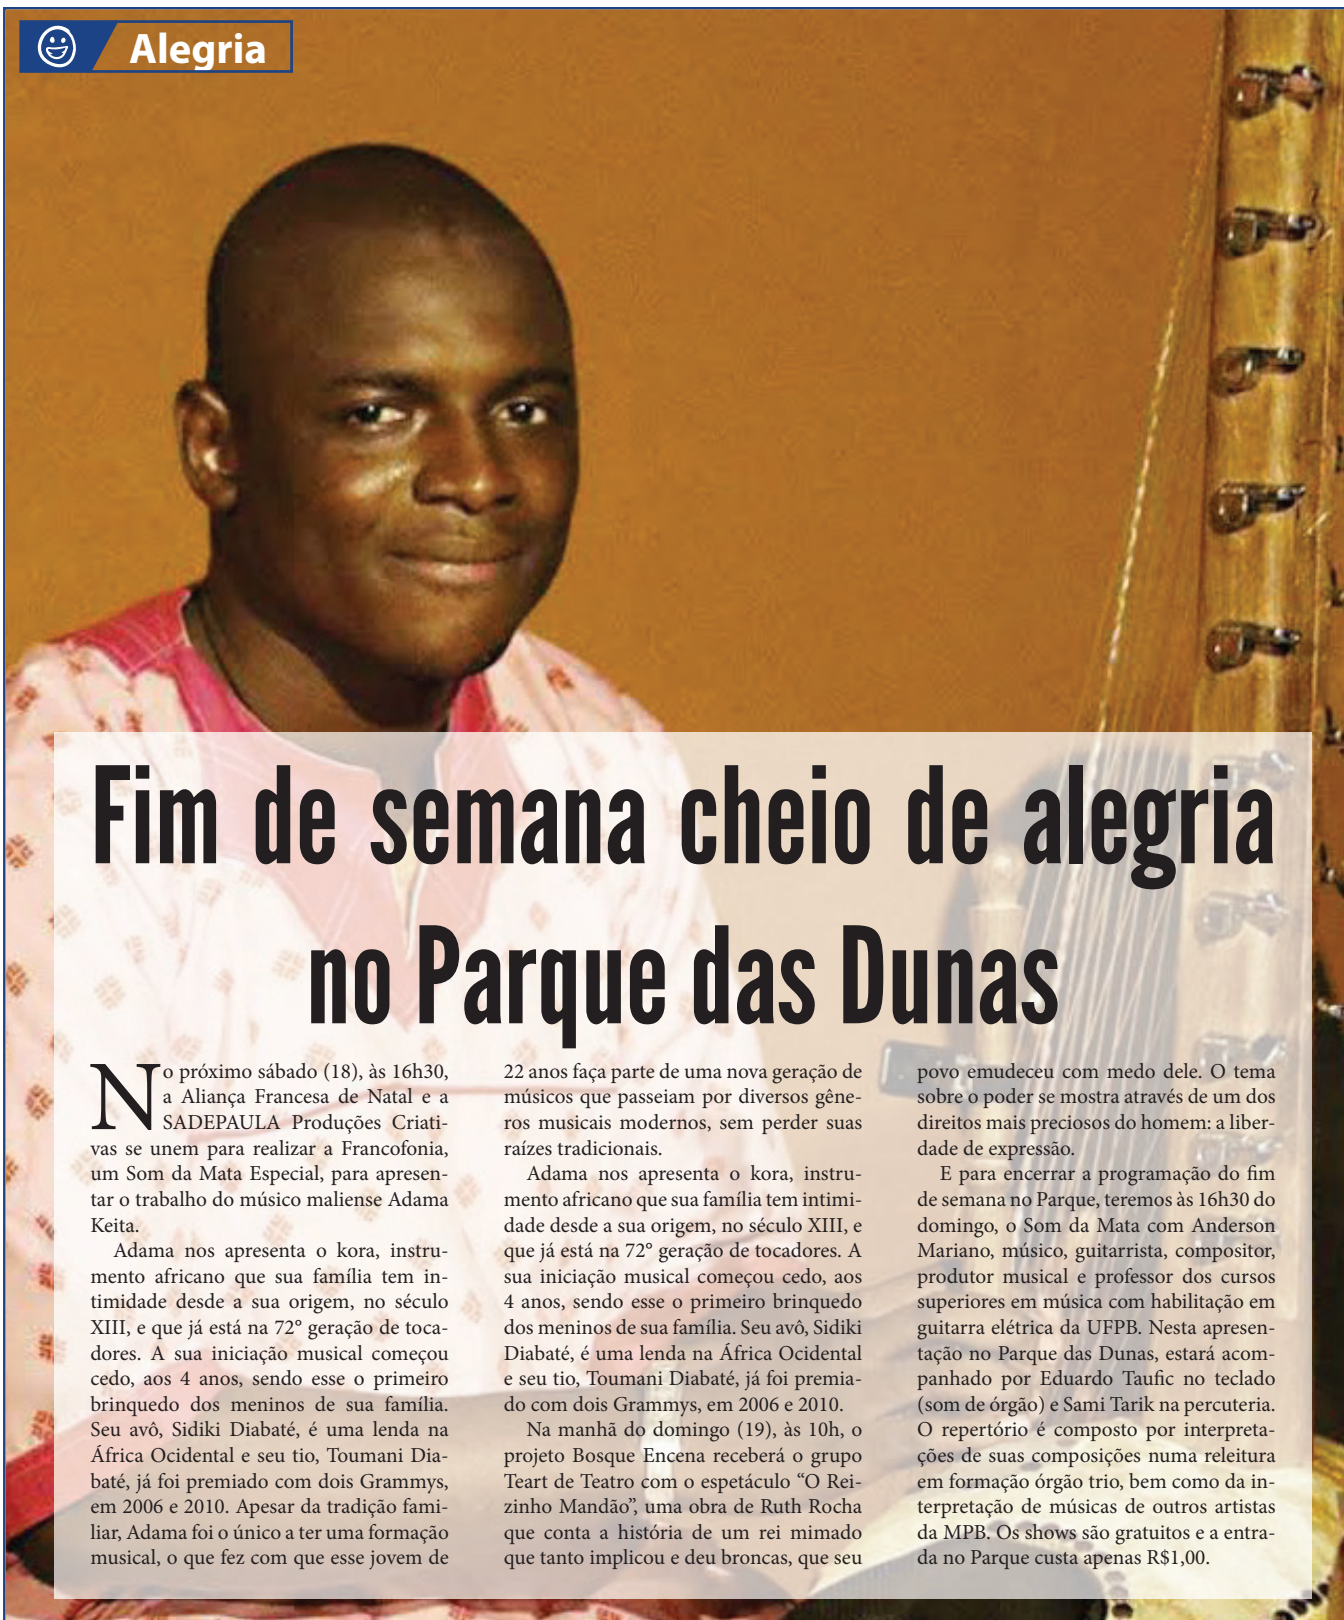 Alegria
Fim de semana cheio de alegria
no Parque das Dunas
No próximo sábado (18), às 16h30,
a Aliança Francesa de Natal e a
SADEPAULA Produções Criati-
vas se unem para realizar a Francofonia,
um Som da Mata Especial, para apresen-
tar o trabalho do músico maliense Adama
Keita.
Adama nos apresenta o kora, instru-
mento africano que sua família tem in-
timidade desde a sua origem, no século
XIII, e que já está na 72° geração de toca-
dores. A sua iniciação musical começou
cedo, aos 4 anos, sendo esse o primeiro
brinquedo dos meninos de sua família.
Seu avô, Sidiki Diabaté, é uma lenda na
África Ocidental e seu tio, Toumani Dia-
baté, já foi premiado com dois Grammys,
em 2006 e 2010. Apesar da tradição fami-
liar, Adama foi o único a ter uma formação
musical, o que fez com que esse jovem de
22 anos faça parte de uma nova geração de
músicos que passeiam por diversos gêne-
ros musicais modernos, sem perder suas
raízes tradicionais.
Adama nos apresenta o kora, instru-
mento africano que sua família tem intimi-
dade desde a sua origem, no século XIII, e
que já está na 72° geração de tocadores. A
sua iniciação musical começou cedo, aos
4 anos, sendo esse o primeiro brinquedo
dos meninos de sua família. Seu avô, Sidiki
Diabaté, é uma lenda na África Ocidental
e seu tio, Toumani Diabaté, já foi premia-
do com dois Grammys, em 2006 e 2010.
Na manhã do domingo (19), às 10h, o
projeto Bosque Encena receberá o grupo
Teart de Teatro com o espetáculo “O Rei-
zinho Mandão”, uma obra de Ruth Rocha
que conta a história de um rei mimado
que tanto implicou e deu broncas, que seu
povo emudeceu com medo dele. O tema
sobre o poder se mostra através de um dos
direitos mais preciosos do homem: a liber-
dade de expressão.
E para encerrar a programação do fim
de semana no Parque, teremos às 16h30 do
domingo, o Som da Mata com Anderson
Mariano, músico, guitarrista, compositor,
produtor musical e professor dos cursos
superiores em música com habilitação em
guitarra elétrica da UFPB. Nesta apresen-
tação no Parque das Dunas, estará acom-
panhado por Eduardo Taufic no teclado
(som de órgão) e Sami Tarik na percuteria.
O repertório é composto por interpreta-
ções de suas composições numa releitura
em formação órgão trio, bem como da in-
terpretação de músicas de outros artistas
da MPB. Os shows são gratuitos e a entra-
da no Parque custa apenas R$1,00.